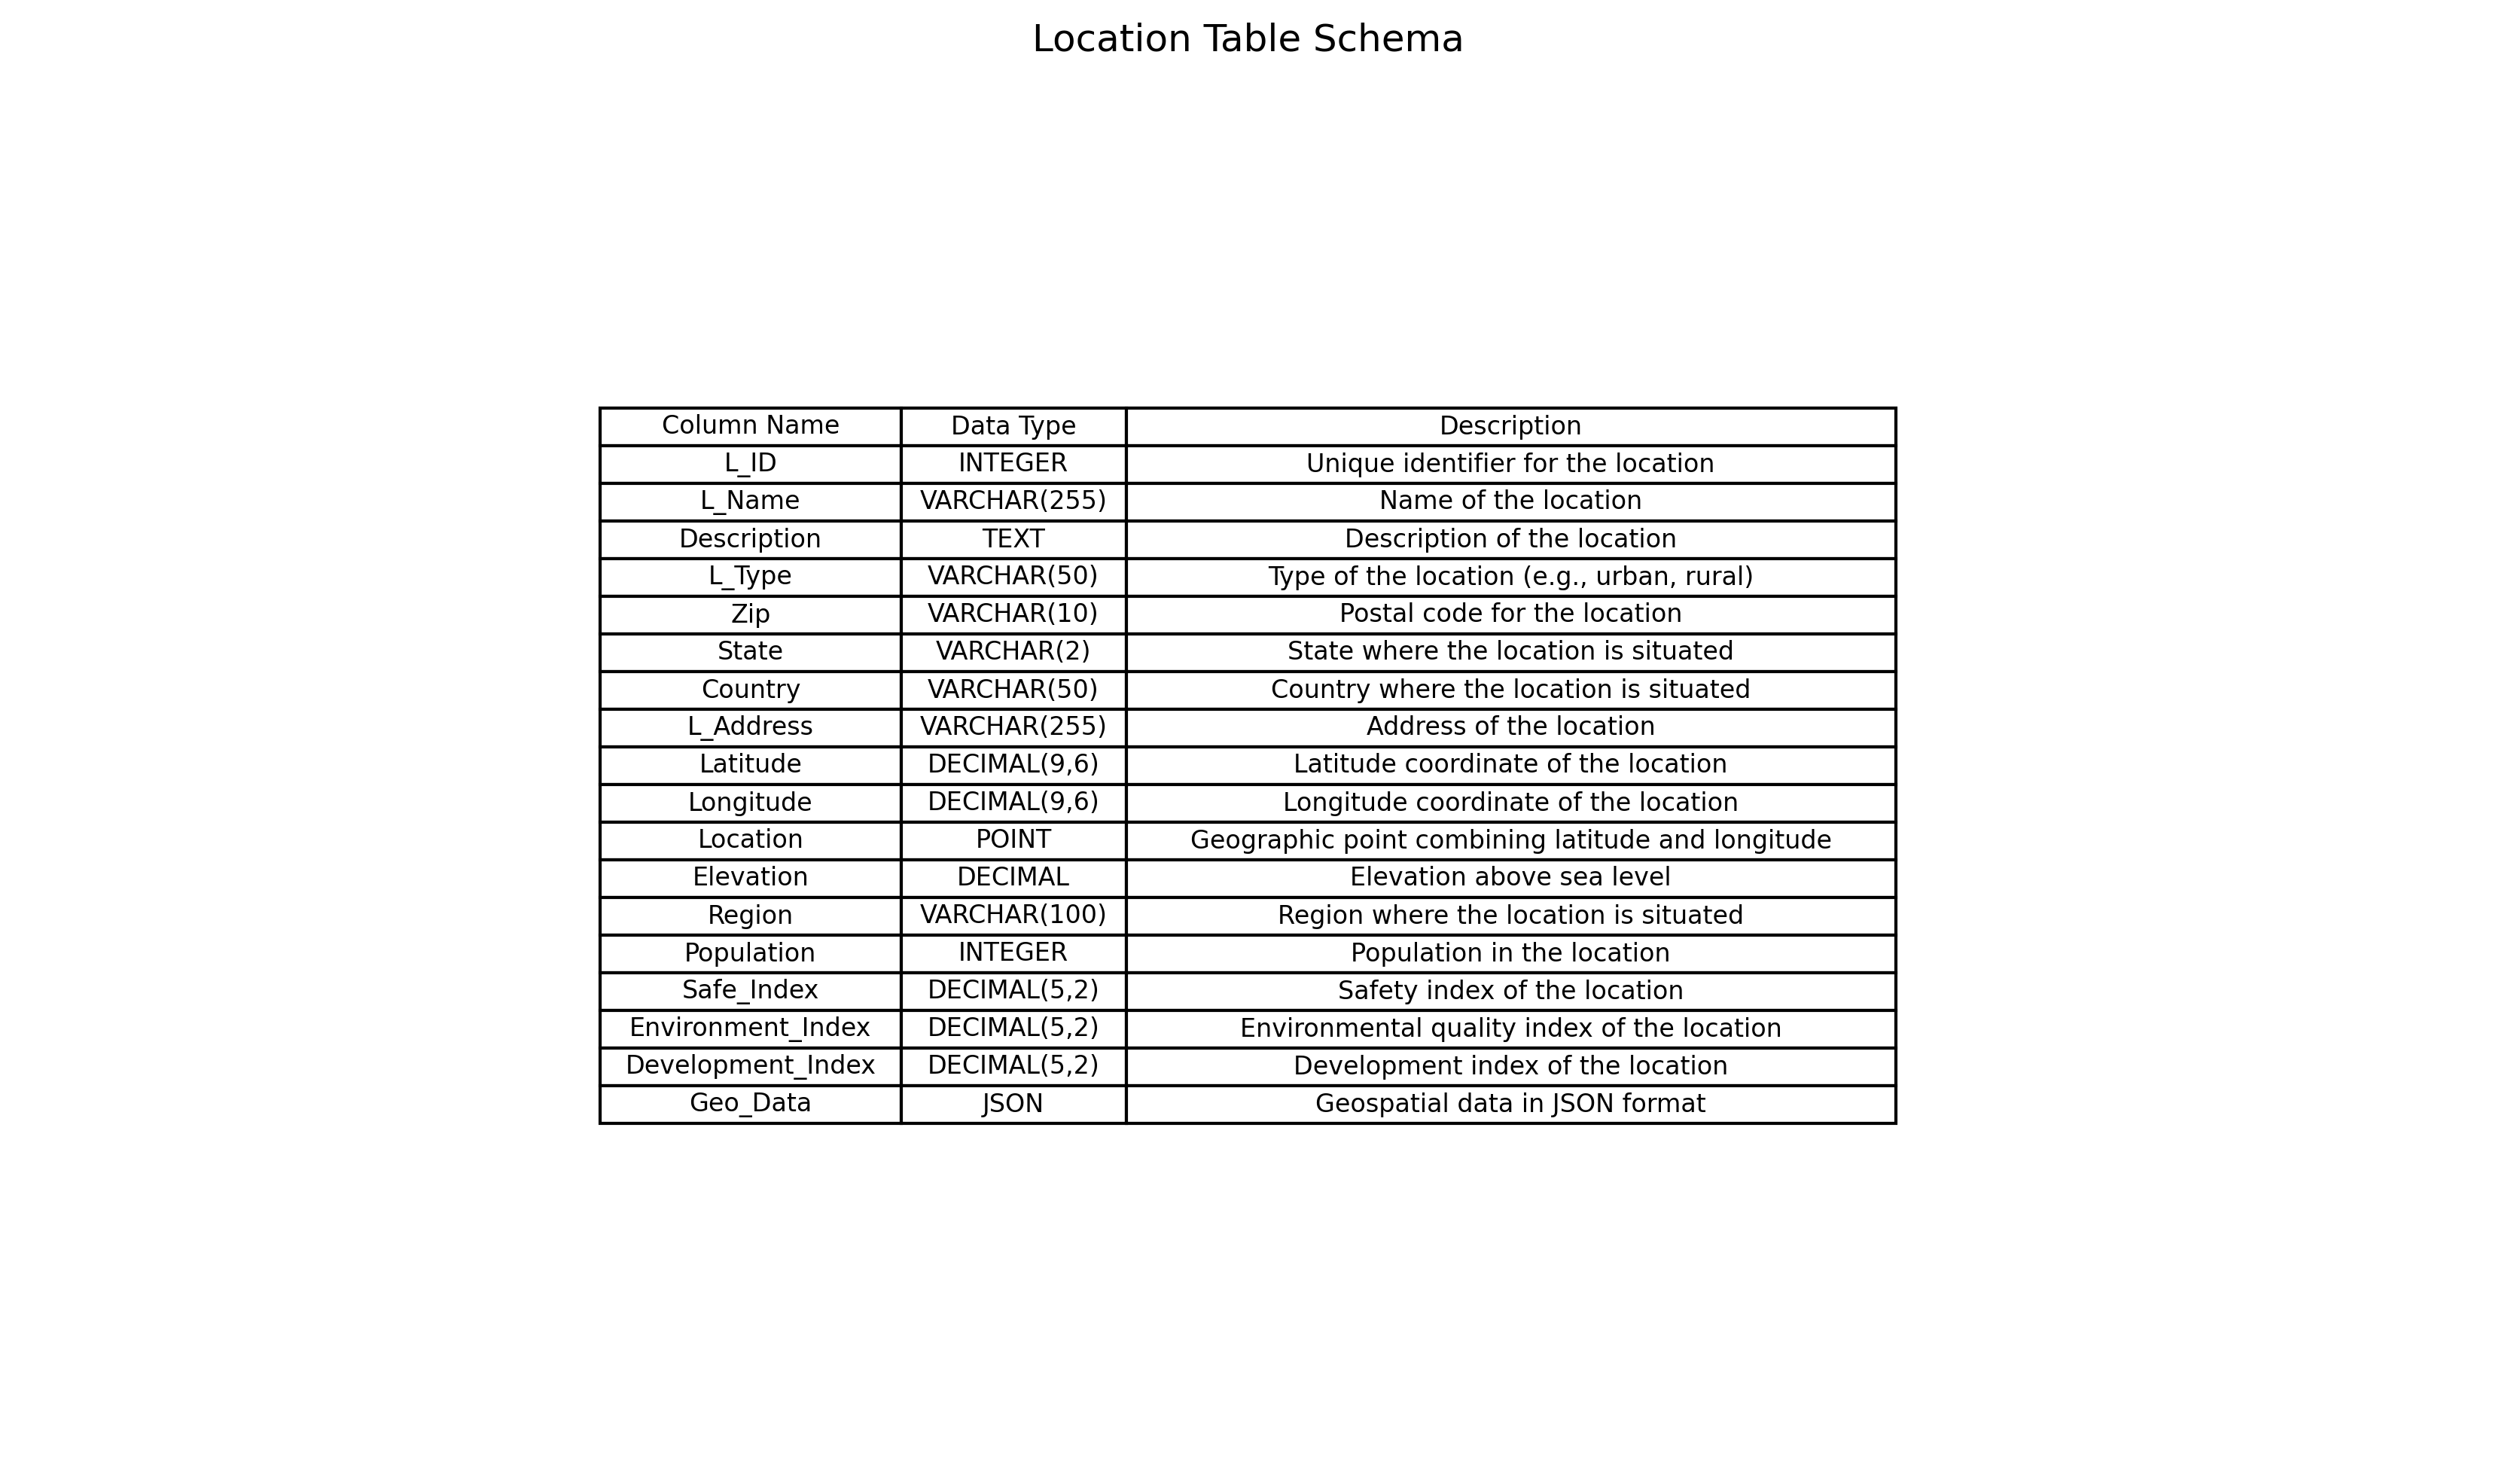 Location Table Schema
Column Name Data Type Description
L_ID INTEGER Unique identifier for the location
L_Name VARCHAR(255) Name of the location
Description TEXT Description of the location
L_Type VARCHAR(50) Type of the location (e.g., urban, rural)
Zip VARCHAR(10) Postal code for the location
State VARCHAR(2) State where the location is situated
Country VARCHAR(50) Country where the location is situated
L_Address VARCHAR(255) Address of the location
Latitude DECIMAL(9,6) Latitude coordinate of the location
Longitude DECIMAL(9,6) Longitude coordinate of the location
Location POINT Geographic point combining latitude and longitude
Elevation DECIMAL Elevation above sea level
Region VARCHAR(100) Region where the location is situated
Population INTEGER Population in the location
Safe_Index DECIMAL(5,2) Safety index of the location
Environment_Index DECIMAL(5,2) Environmental quality index of the location
Development_Index DECIMAL(5,2) Development index of the location
Geo_Data JSON Geospatial data in JSON format